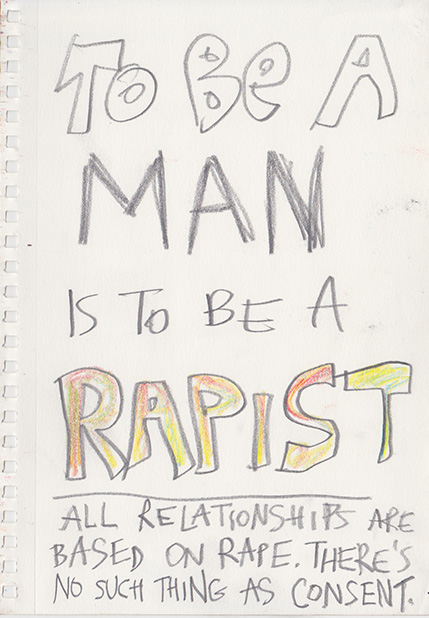 TO BE A
MAN
IS TO BE A
RAPIST
ALL RELATIONSHIPS ARE
BASED ON RAPE. THERE'S
NO SUCH THING AS CONSENT.